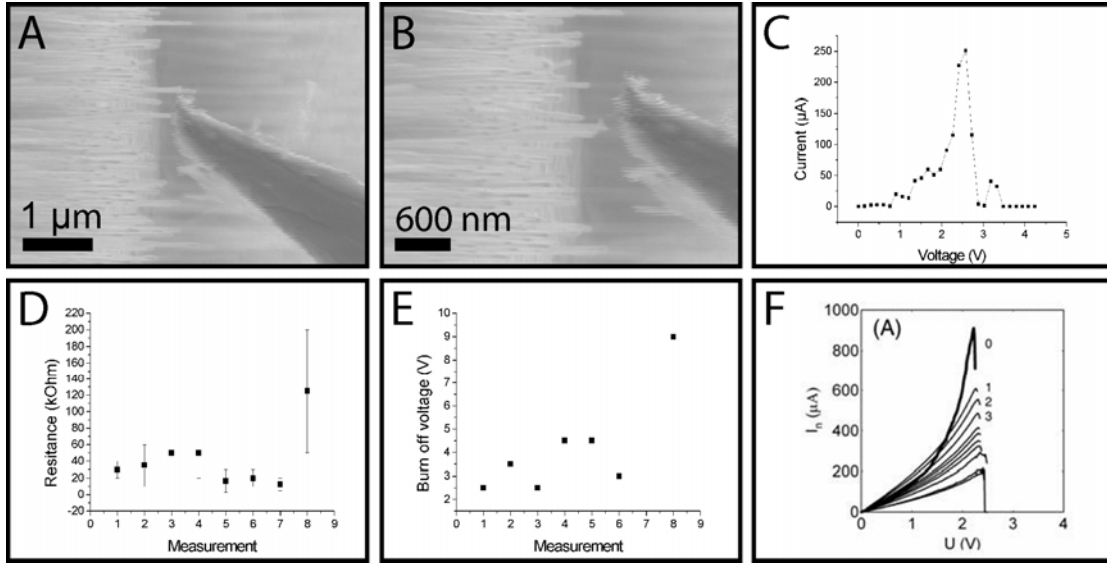 A
1 µm
B
600 nm
C
250
200
150
100
50
0
Current (µA)
0 1 2 3 4 5
Voltage (V)
D
220
200
180
160
140
120
100
80
60
40
20
0
-20
Resitance (kOhm)
0 1 2 3 4 5 6 7 8 9
Measurement
E
10
9
8
7
6
5
4
3
2
Burn off voltage (V)
0 1 2 3 4 5 6 7 8 9
Measurement
F
(A)
1000
800
600
400
200
0
Iₙ (µA)
0
1
2
3
0 1 2 3 4
U (V)